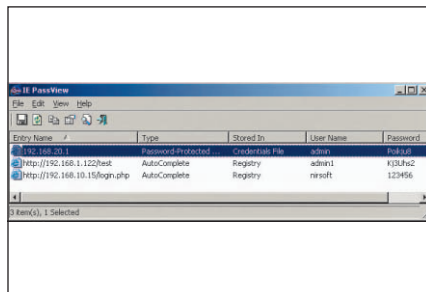 IE PassView
File Edit View Help
Entry Name Type Stored In User Name Password
192.168.20.1 Password-Protected ... Credentials File admin Poikju8
http://192.168.1.122/test AutoComplete Registry admin1 Kj3Uhs2
http://192.168.10.15/login.php AutoComplete Registry nirsoft 123456
3 item(s), 1 Selected